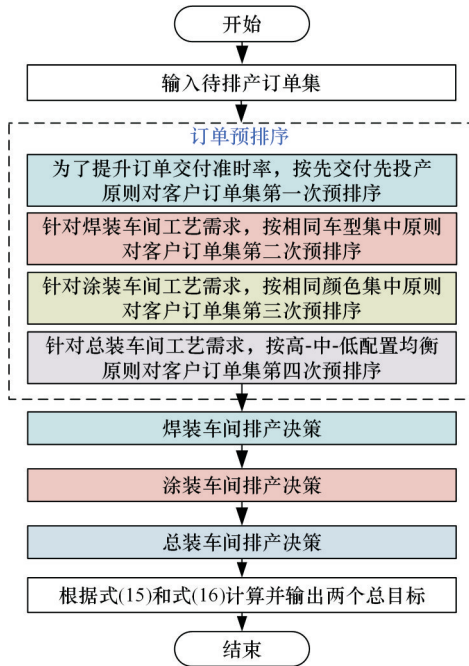 开始
输入待排产订单集
订单预排序
为了提升订单交付准时率，按先交付先投产
原则对客户订单集第一次预排序
针对焊装车间工艺需求，按相同车型集中原则
对客户订单集第二次预排序
针对涂装车间工艺需求，按相同颜色集中原则
对客户订单集第三次预排序
针对总装车间工艺需求，按高-中-低配置均衡
原则对客户订单集第四次预排序
焊装车间排产决策
涂装车间排产决策
总装车间排产决策
根据式(15)和式(16)计算并输出两个总目标
结束